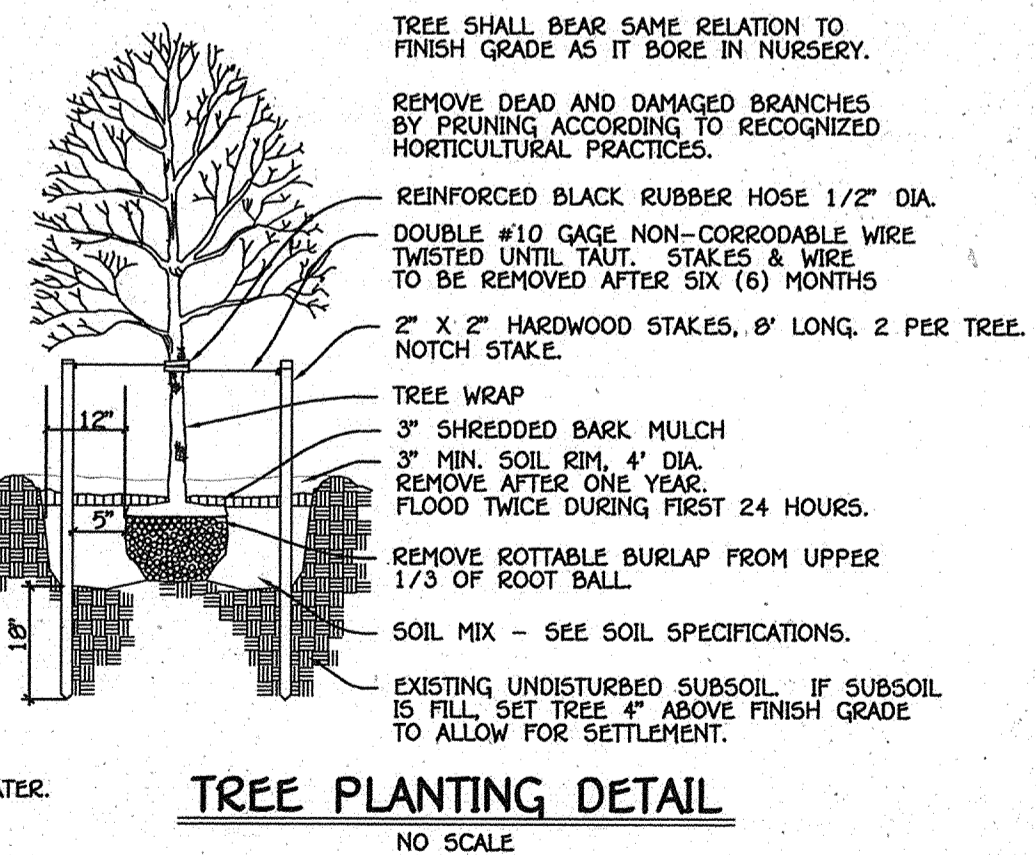 TREE SHALL BEAR SAME RELATION TO
FINISH GRADE AS IT BORE IN NURSERY.
REMOVE DEAD AND DAMAGED BRANCHES
BY PRUNING ACCORDING TO RECOGNIZED
HORTICULTURAL PRACTICES.
REINFORCED BLACK RUBBER HOSE 1/2" DIA.
DOUBLE #10 GAGE NON-CORRODABLE WIRE
TWISTED UNTIL TAUT. STAKES & WIRE
TO BE REMOVED AFTER SIX (6) MONTHS
2" X 2" HARDWOOD STAKES, 8' LONG. 2 PER TREE.
NOTCH STAKE.
TREE WRAP
12"
3" SHREDDED BARK MULCH
3" MIN. SOIL RIM, 4' DIA.
REMOVE AFTER ONE YEAR.
FLOOD TWICE DURING FIRST 24 HOURS.
5"
REMOVE ROTTABLE BURLAP FROM UPPER
1/3 OF ROOT BALL.
18"
SOIL MIX - SEE SOIL SPECIFICATIONS.
EXISTING UNDISTURBED SUBSOIL. IF SUBSOIL
IS FILL, SET TREE 4" ABOVE FINISH GRADE
TO ALLOW FOR SETTLEMENT.
TREE PLANTING DETAIL
NO SCALE